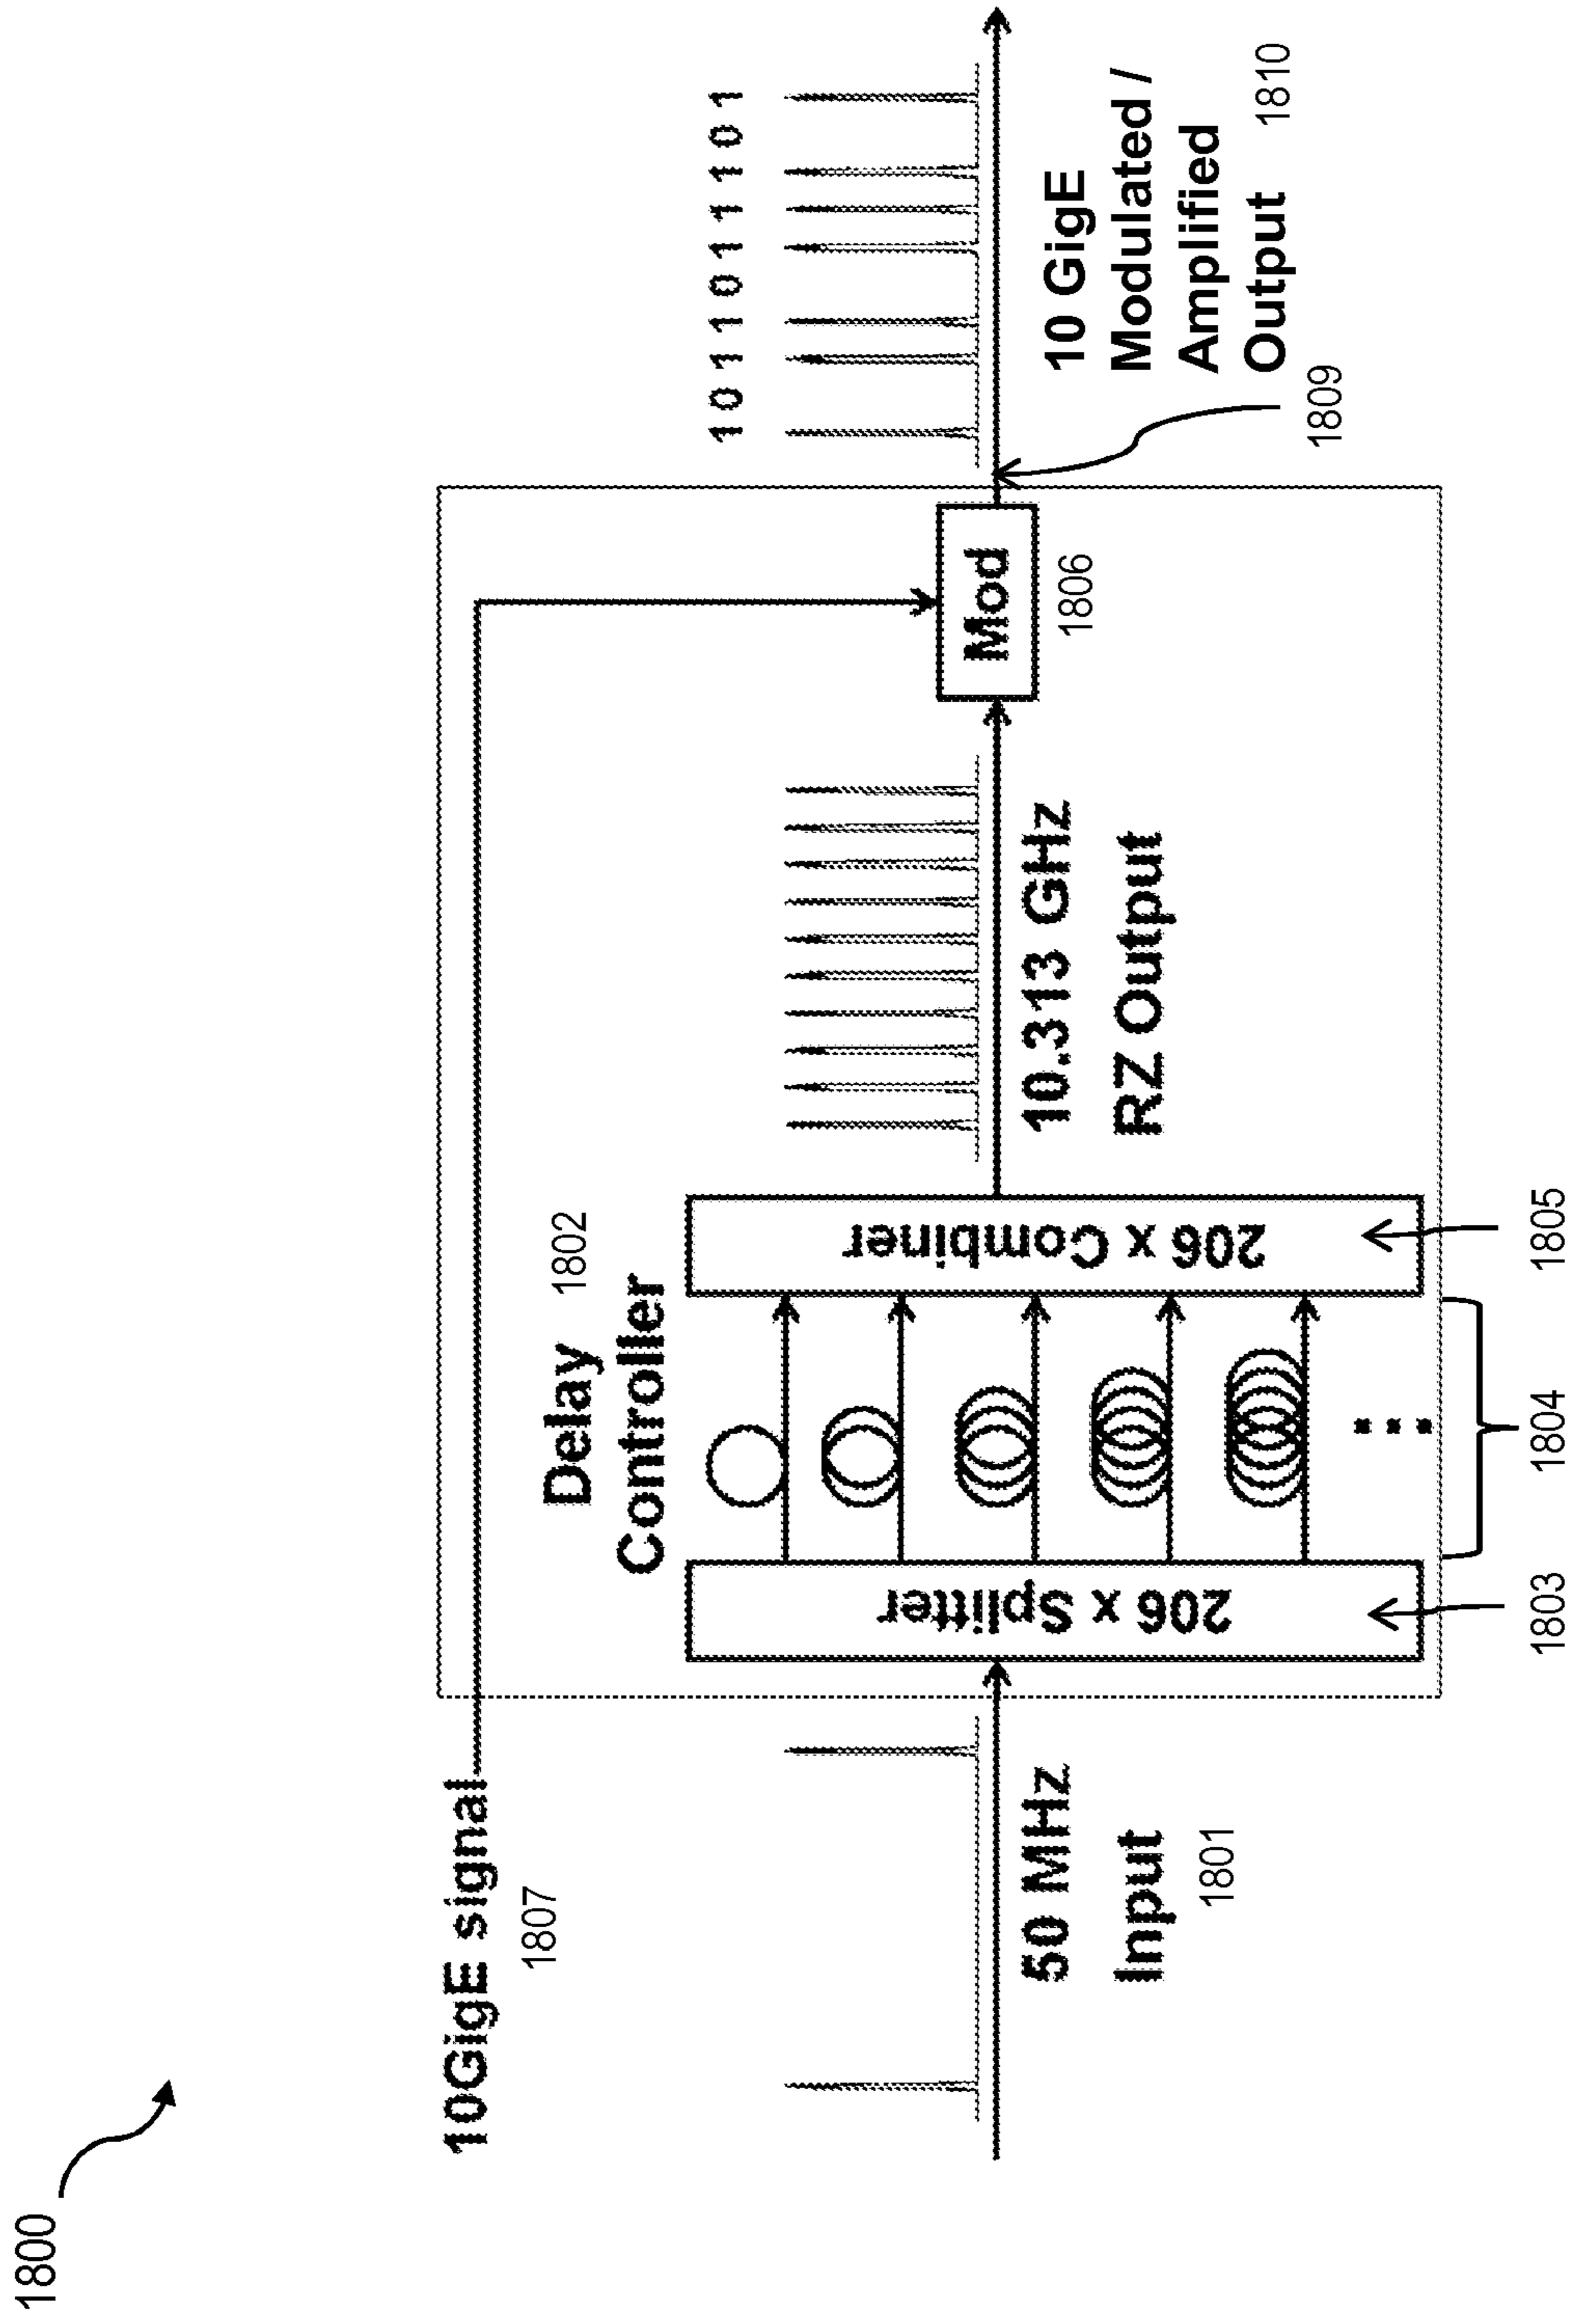 1800
10GigE signal
1807
50 MHz
Input
1801
Delay
Controller
1802
206 x Splitter
1803
1804
206 x Combiner
1805
10.313 GHz
RZ Output
Mod
1806
1 0 1 1 0 1 1 1 0 1
1809
10 GigE
Modulated /
Amplified
Output
1810